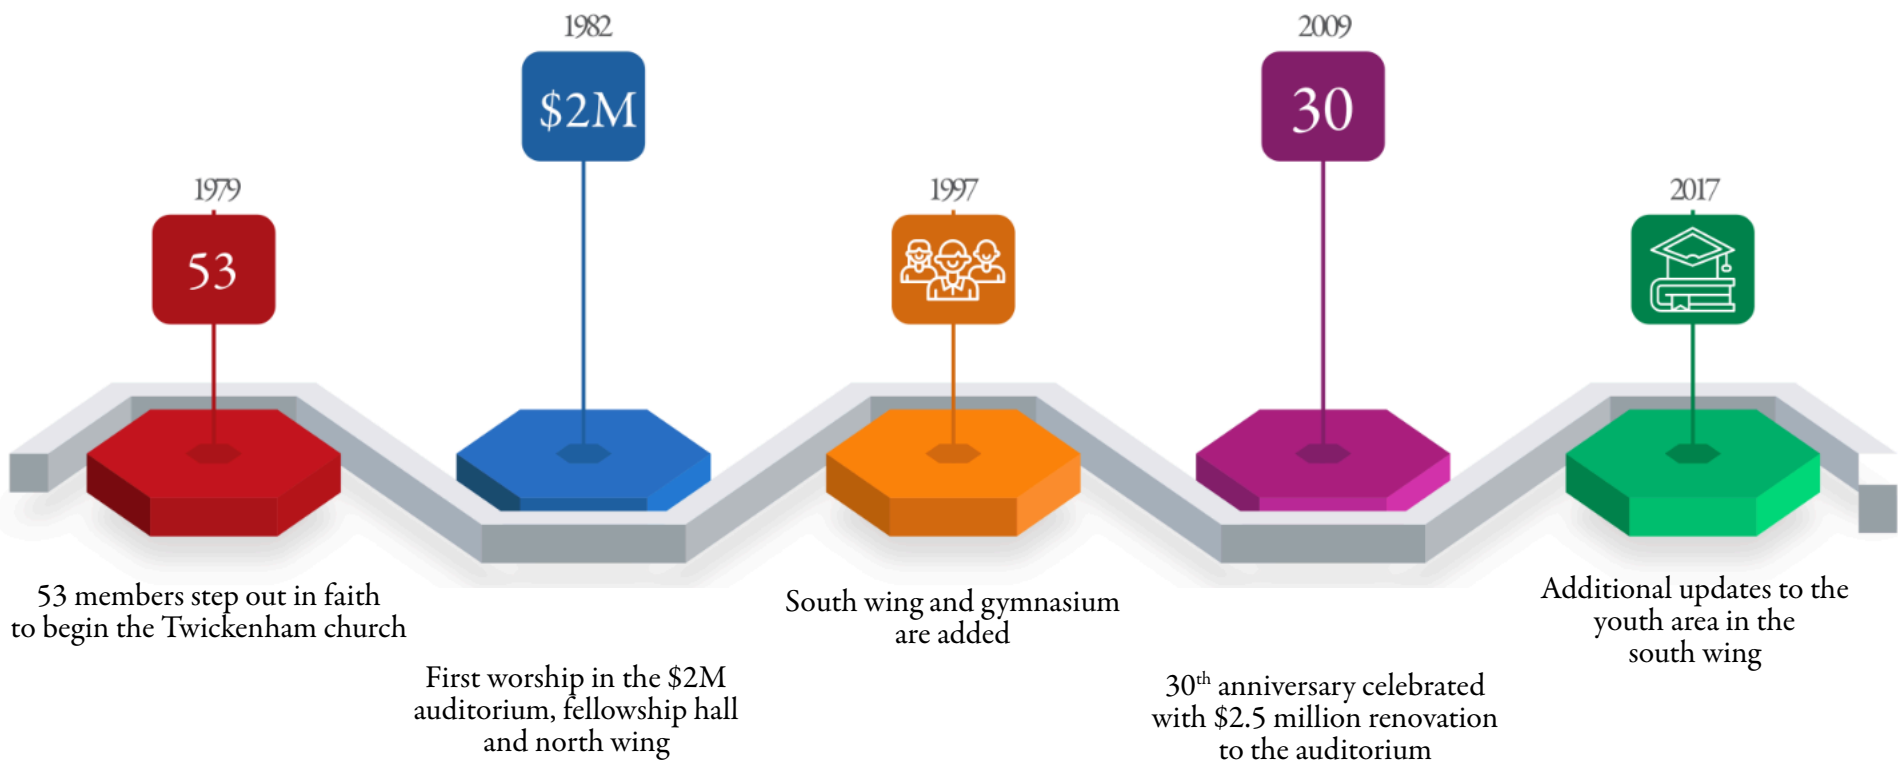 1979
53
53 members step out in faith
to begin the Twickenham church
1982
$2M
First worship in the $2M
auditorium, fellowship hall
and north wing
1997
South wing and gymnasium
are added
2009
30
30th anniversary celebrated
with $2.5 million renovation
to the auditorium
2017
Additional updates to the
youth area in the
south wing